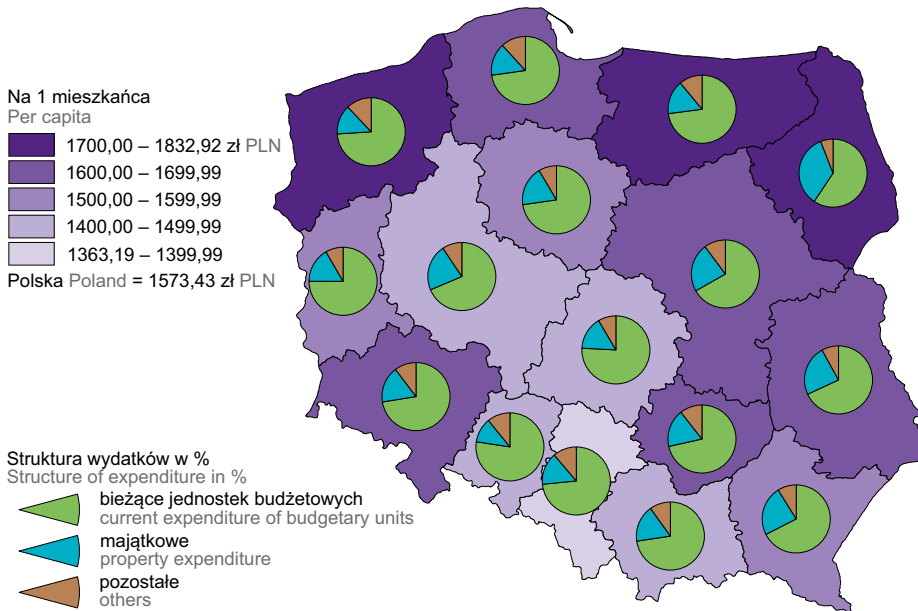 Na 1 mieszkańca
Per capita
1700,00 – 1832,92 zł PLN
1600,00 – 1699,99
1500,00 – 1599,99
1400,00 – 1499,99
1363,19 – 1399,99
Polska Poland = 1573,43 zł PLN
Struktura wydatków w %
Structure of expenditure in %
bieżące jednostek budżetowych
current expenditure of budgetary units
majątkowe
property expenditure
pozostałe
others